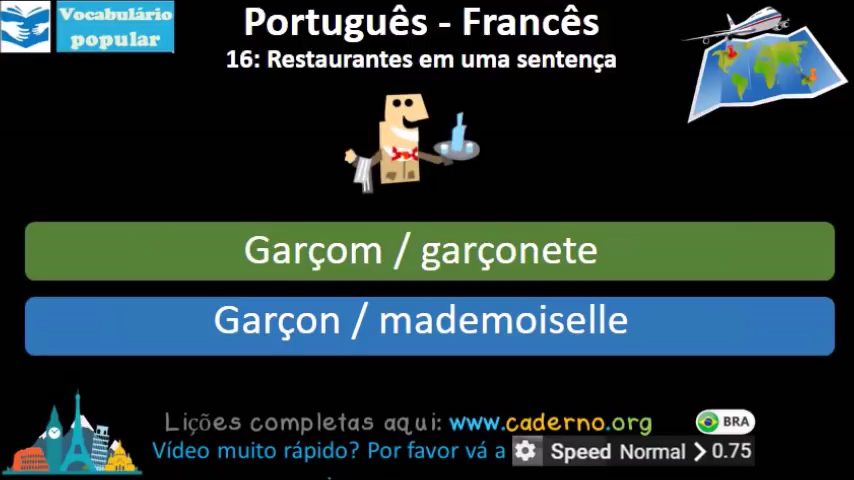 Vocabulário
popular
Português - Francês
16: Restaurantes em uma sentença
Garçom / garçonete
Garçon / mademoiselle
Lições completas aqui: www.caderno.org
BRA
Vídeo muito rápido? Por favor vá a Speed Normal > 0.75